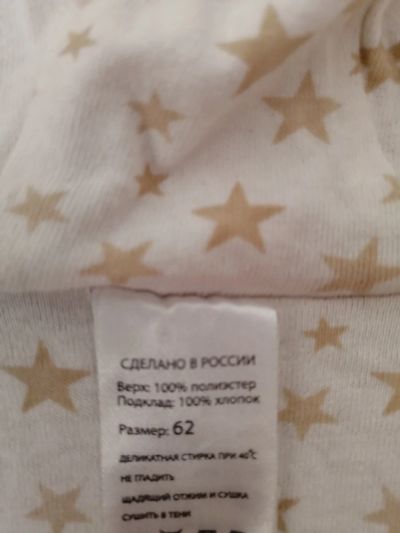 СДЕЛАНО В РОССИИ
Верх: 100% полиэстер
Подклад: 100% хлопок
Размер: 62
ДЕЛИКАТНАЯ СТИРКА ПРИ 40°C
НЕ ГЛАДИТЬ
ЩАДЯЩИЙ ОТЖИМ И СУШКА
СУШИТЬ В ТЕНИ